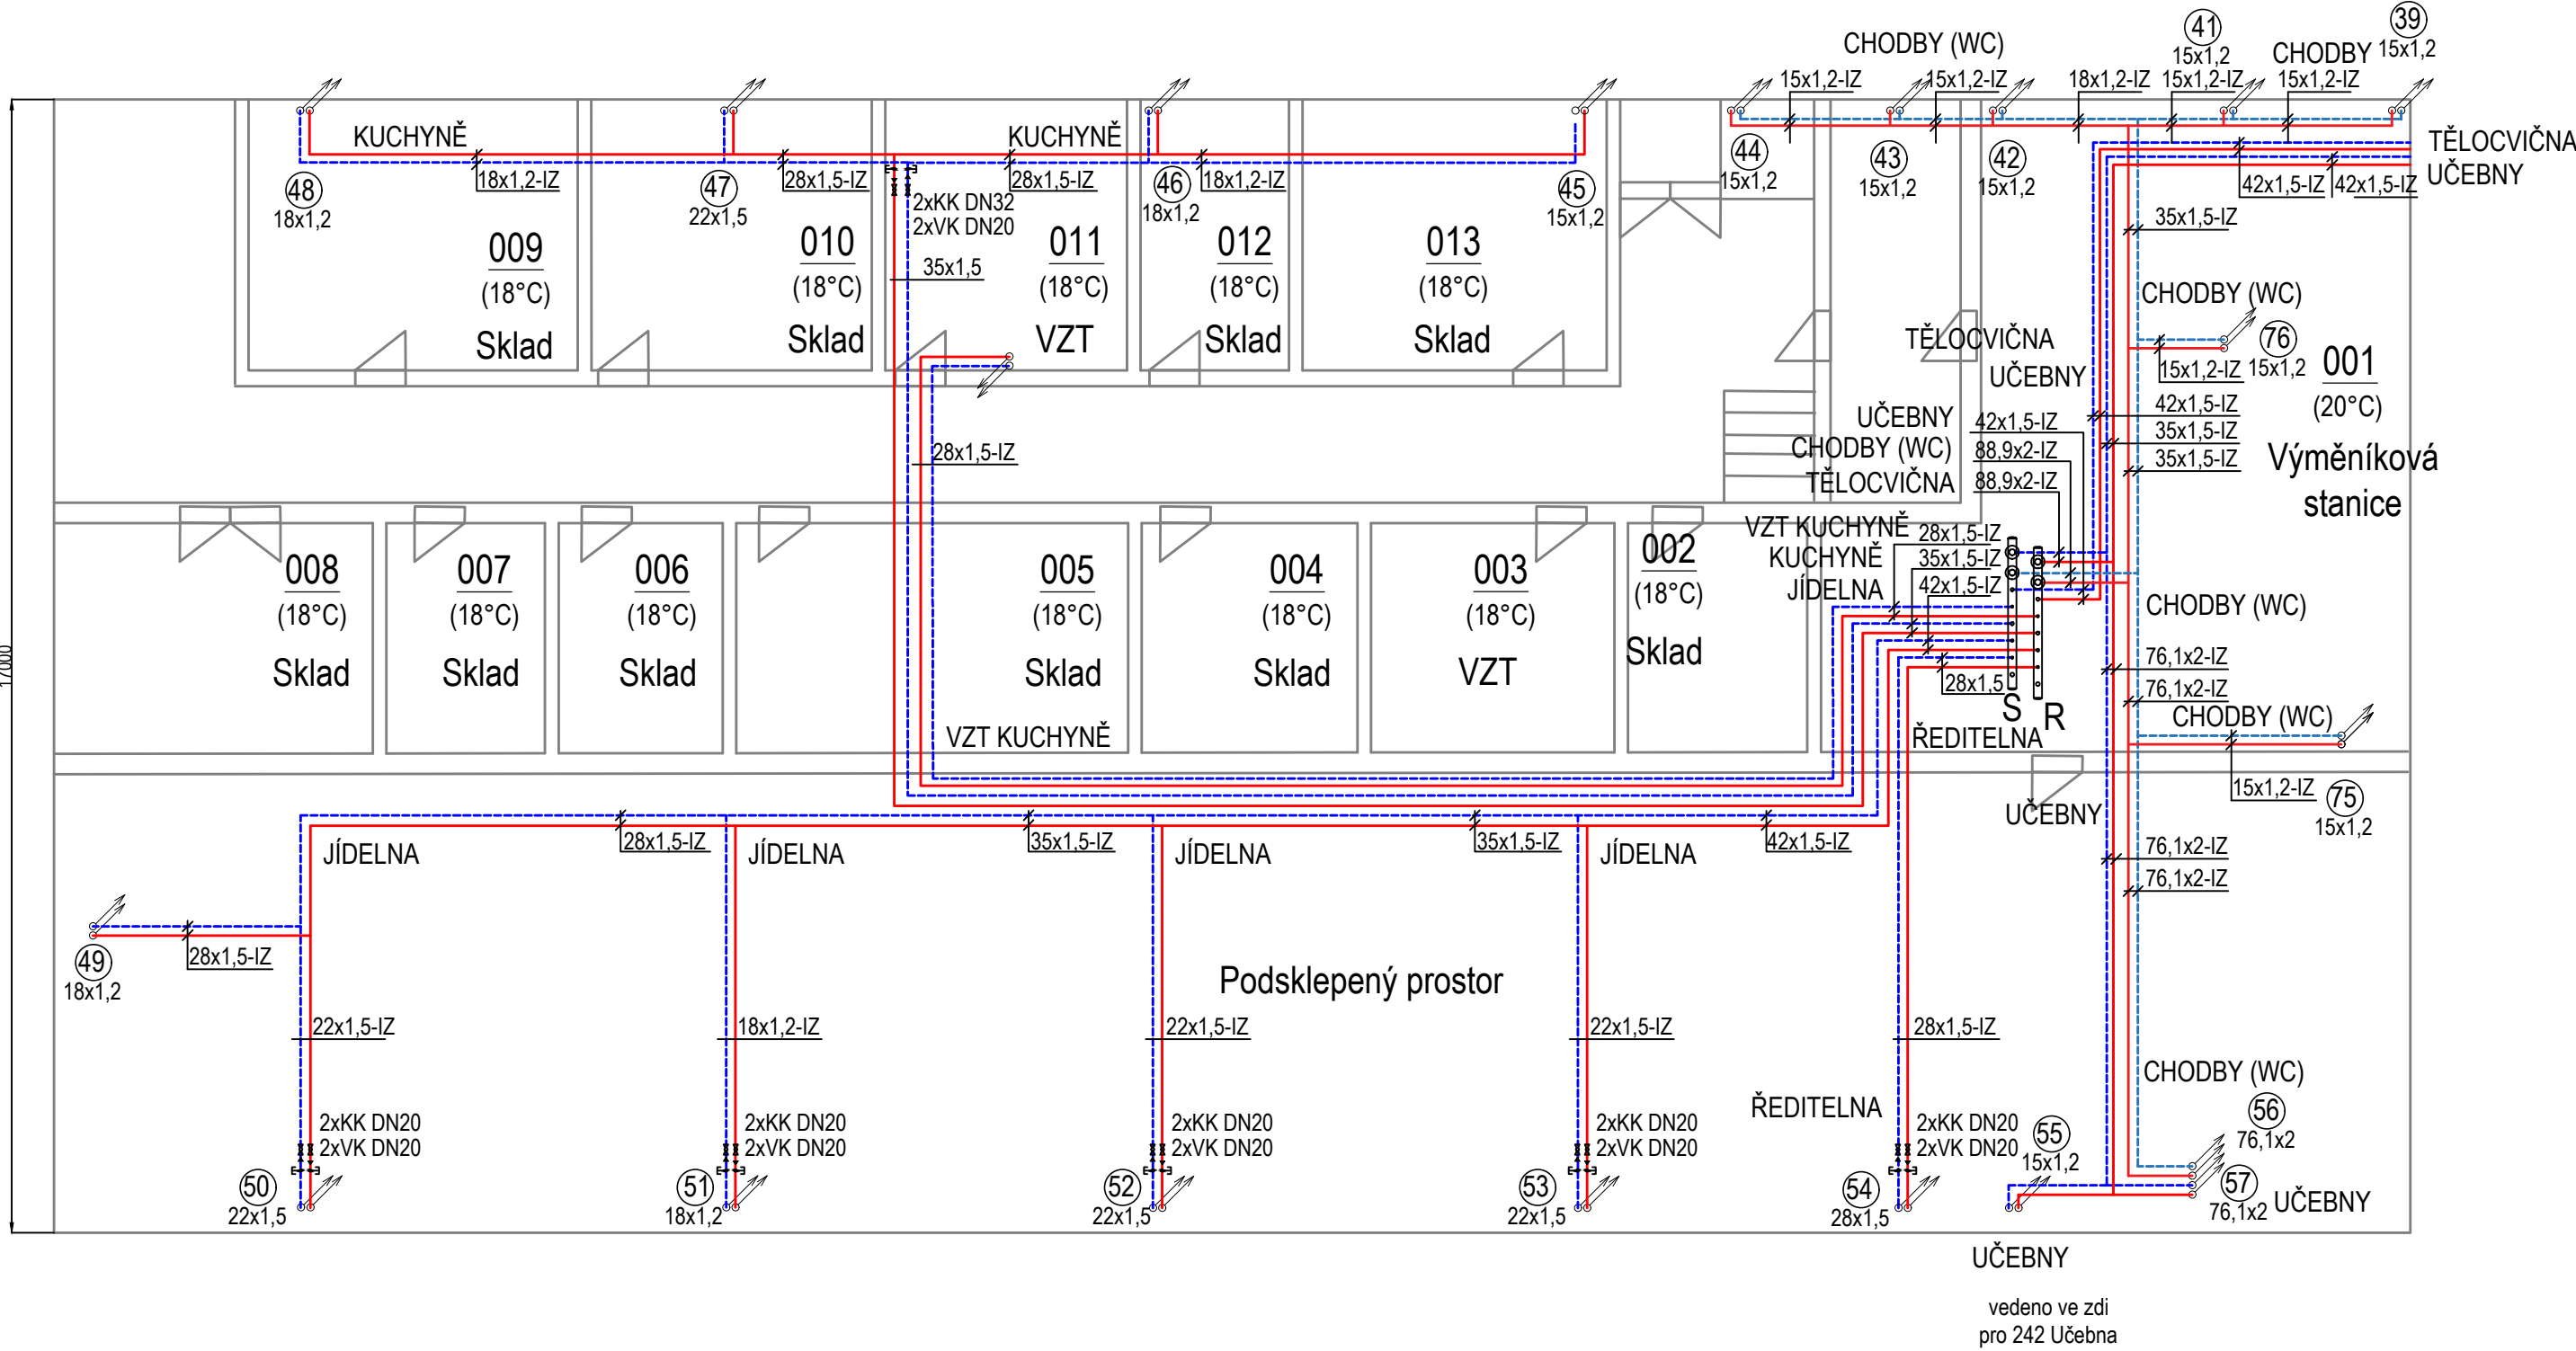 41
39
CHODBY (WC)
15x1,2
CHODBY
15x1,2
15x1,2-IZ
15x1,2-IZ
18x1,2-IZ
15x1,2-IZ
15x1,2-IZ
KUCHYNĚ
KUCHYNĚ
TĚLOCVIČNA
UČEBNY
48
18x1,2
18x1,2-IZ
47
22x1,5
28x1,5-IZ
28x1,5-IZ
46
18x1,2
18x1,2-IZ
45
15x1,2
44
15x1,2
43
15x1,2
42
15x1,2
42x1,5-IZ
42x1,5-IZ
2xKK DN32
2xVK DN20
35x1,5
35x1,5-IZ
009
(18°C)
Sklad
010
(18°C)
Sklad
011
(18°C)
VZT
012
(18°C)
Sklad
013
(18°C)
Sklad
CHODBY (WC)
76
15x1,2
15x1,2-IZ
001
(20°C)
Výměníková
stanice
TĚLOCVIČNA
UČEBNY
42x1,5-IZ
35x1,5-IZ
35x1,5-IZ
UČEBNY
42x1,5-IZ
CHODBY (WC)
88,9x2-IZ
TĚLOCVIČNA
88,9x2-IZ
28x1,5-IZ
VZT KUCHYNĚ
28x1,5-IZ
KUCHYNĚ
35x1,5-IZ
JÍDELNA
42x1,5-IZ
008
(18°C)
Sklad
007
(18°C)
Sklad
006
(18°C)
Sklad
005
(18°C)
Sklad
004
(18°C)
Sklad
003
(18°C)
VZT
002
(18°C)
Sklad
CHODBY (WC)
17000
28x1,5
S
R
76,1x2-IZ
76,1x2-IZ
CHODBY (WC)
VZT KUCHYNĚ
ŘEDITELNA
15x1,2-IZ
75
15x1,2
UČEBNY
28x1,5-IZ
35x1,5-IZ
35x1,5-IZ
42x1,5-IZ
JÍDELNA
JÍDELNA
JÍDELNA
JÍDELNA
76,1x2-IZ
76,1x2-IZ
49
18x1,2
28x1,5-IZ
Podsklepený prostor
22x1,5-IZ
18x1,2-IZ
22x1,5-IZ
22x1,5-IZ
28x1,5-IZ
CHODBY (WC)
ŘEDITELNA
2xKK DN20
2xVK DN20
2xKK DN20
2xVK DN20
2xKK DN20
2xVK DN20
2xKK DN20
2xVK DN20
2xKK DN20
2xVK DN20
55
15x1,2
56
76,1x2
50
22x1,5
51
18x1,2
52
22x1,5
53
22x1,5
54
28x1,5
57
76,1x2
UČEBNY
UČEBNY
vedeno ve zdi
pro 242 Učebna